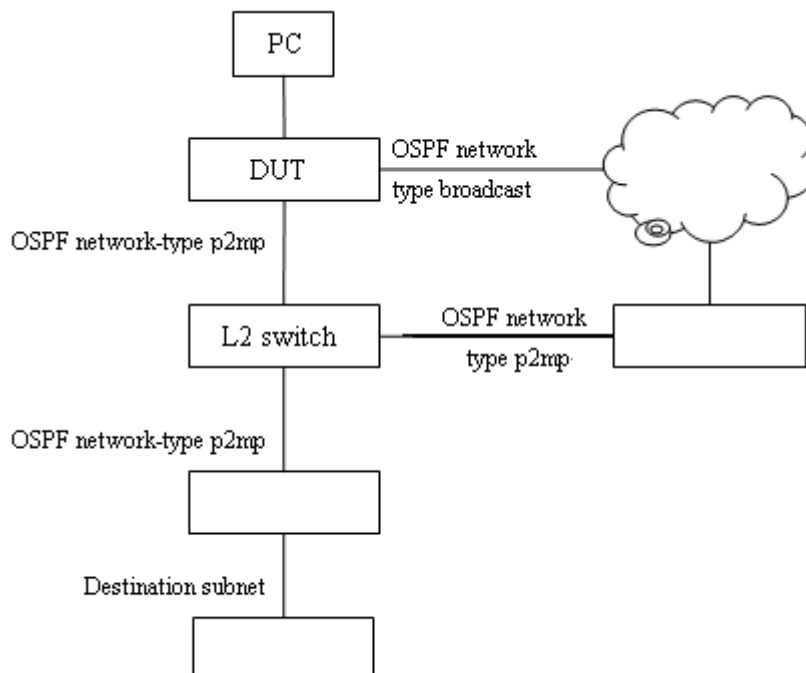 PC
DUT
OSPF network
type broadcast
OSPF network-type p2mp
L2 switch
OSPF network
type p2mp.
OSPF network-type p2mp
Destination subnet